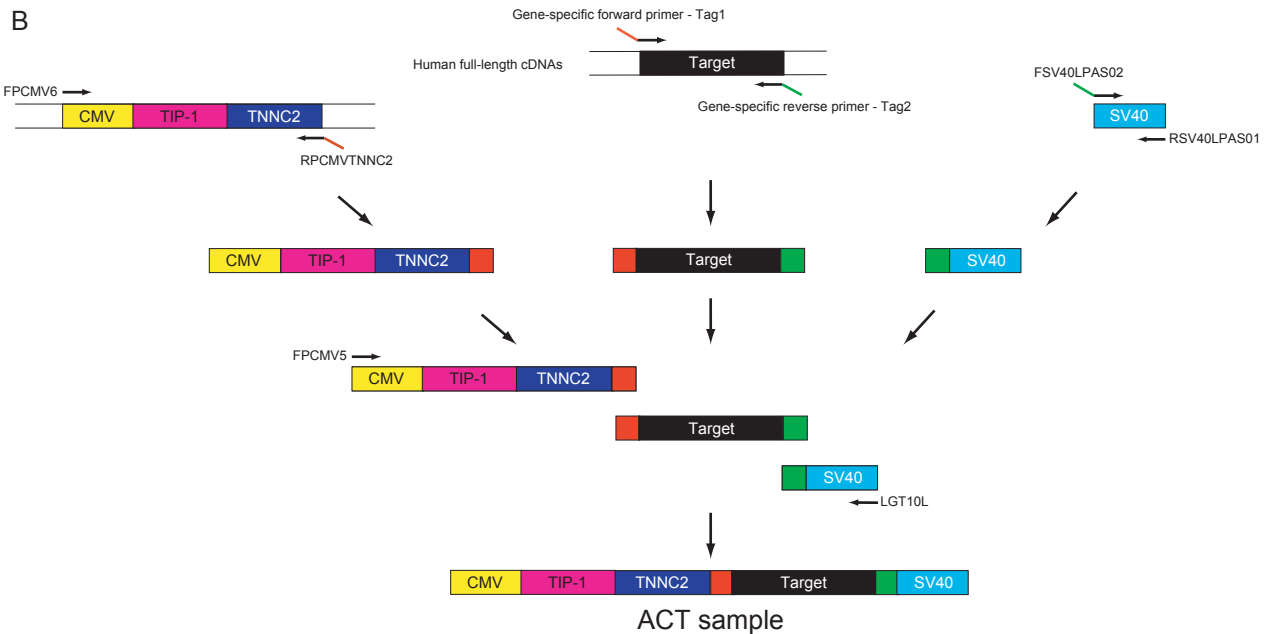 B
Gene-specific forward primer - Tag1
Human full-length cDNAs
Target
Gene-specific reverse primer - Tag2
FPCMV6
CMV
TIP-1
TNNC2
RPCMVTNNC2
FSV40LPAS02
SV40
RSV40LPAS01
CMV
TIP-1
TNNC2
Target
SV40
FPCMV5
CMV
TIP-1
TNNC2
Target
SV40
LGT10L
CMV
TIP-1
TNNC2
Target
SV40
ACT sample